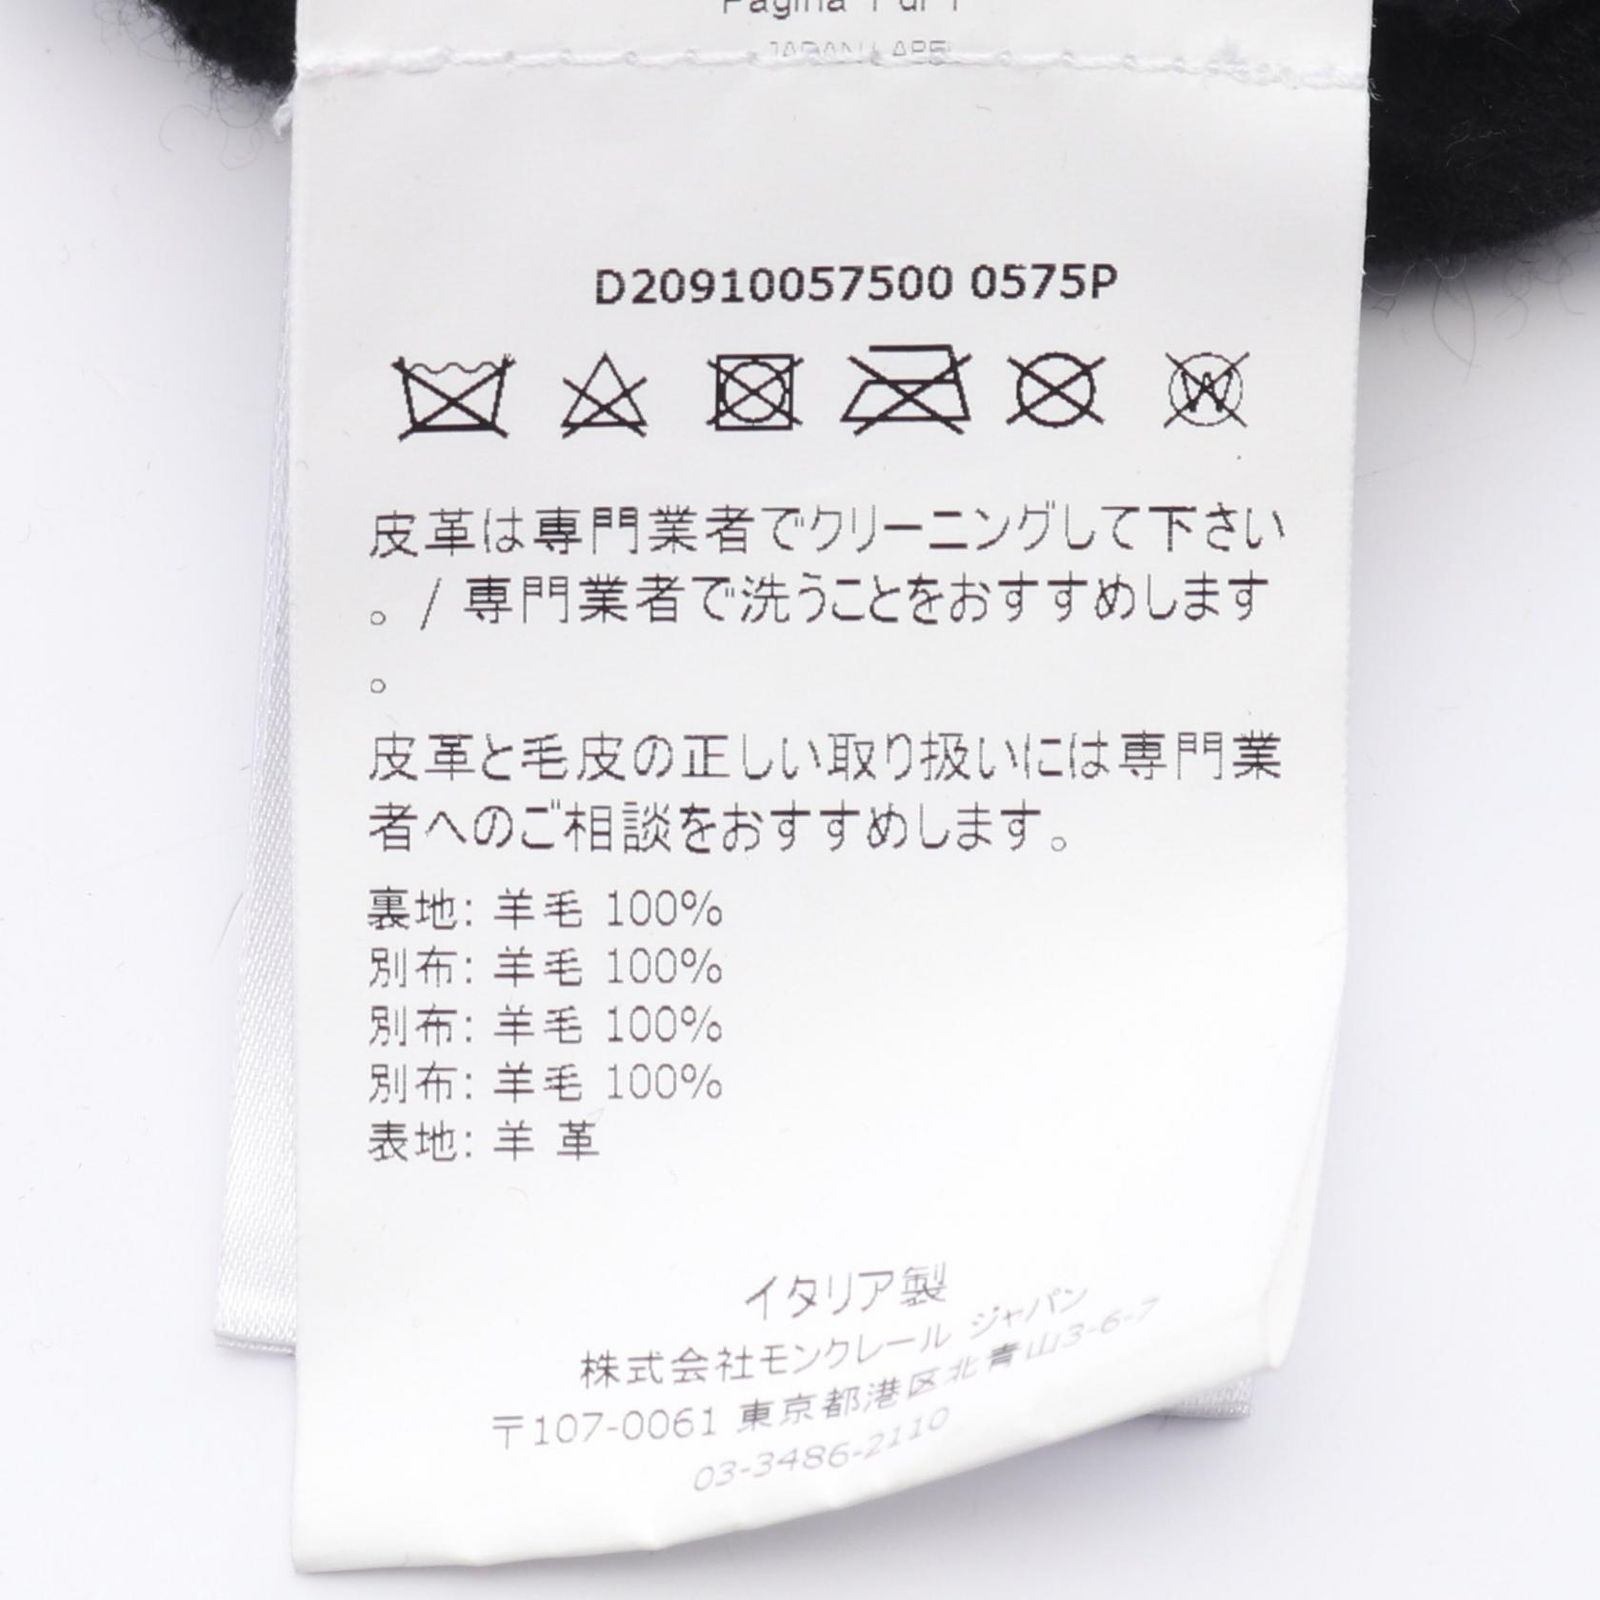 Pagina 1 di 1
JAPAN LABEL
D20910057500 0575P
皮革は専門業者でクリーニングして下さい
。/ 専門業者で洗うことをおすすめします
。
皮革と毛皮の正しい取り扱いには専門業
者へのご相談をおすすめします。
裏地: 羊毛 100%
別布: 羊毛 100%
別布: 羊毛 100%
別布: 羊毛 100%
表地: 羊 革
イタリア製
株式会社モンクレール ジャパン
〒107-0061 東京都港区北青山3-6-7
03-3486-2110